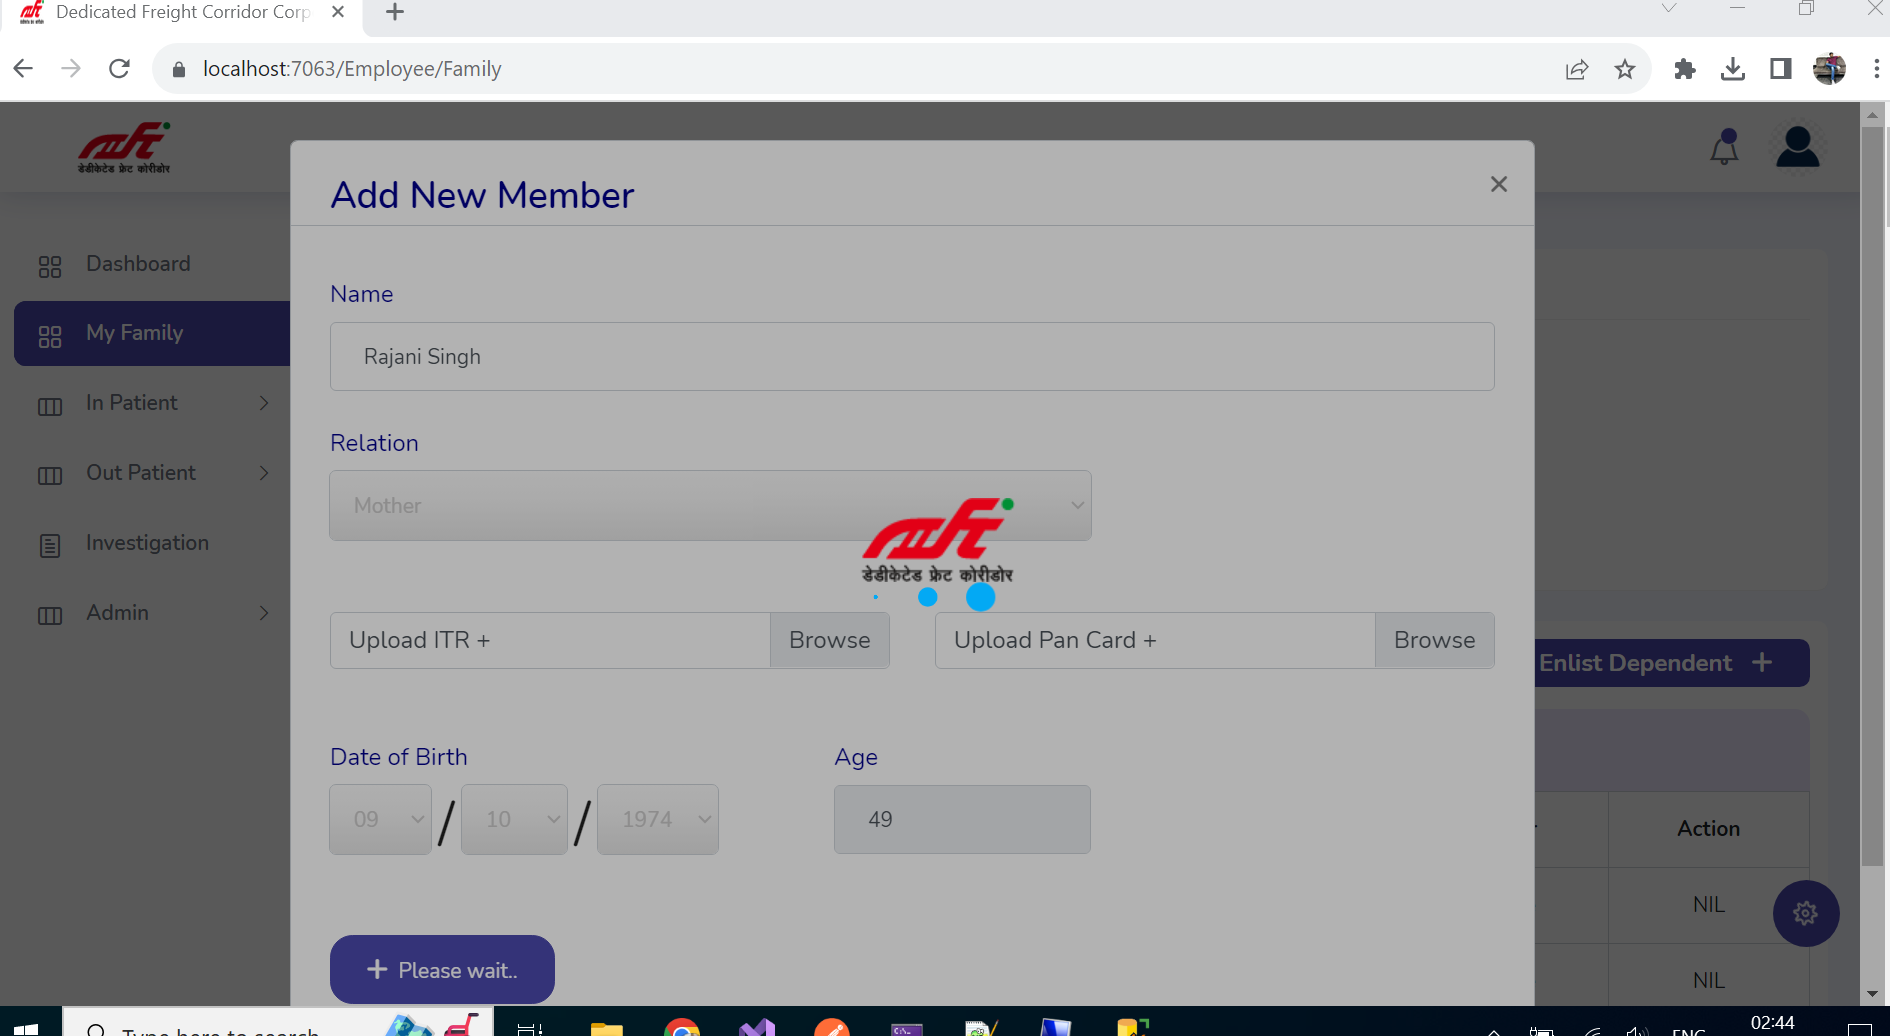 Dedicated Freight Corridor Corp
localhost:7063/Employee/Family
डेडीकेटेड फ्रेट कोरीडोर
Add New Member
Dashboard
My Family
In Patient
Out Patient
Investigation
Admin
Name
Rajani Singh
Relation
Mother
डेडीकेटेड फ्रेट कोरीडोर
Upload ITR + Browse
Upload Pan Card + Browse
Enlist Dependent +
Date of Birth
09 / 10 / 1974
Age
49
Action
NIL
NIL
+ Please wait..
Type here to search
ENG
02:44